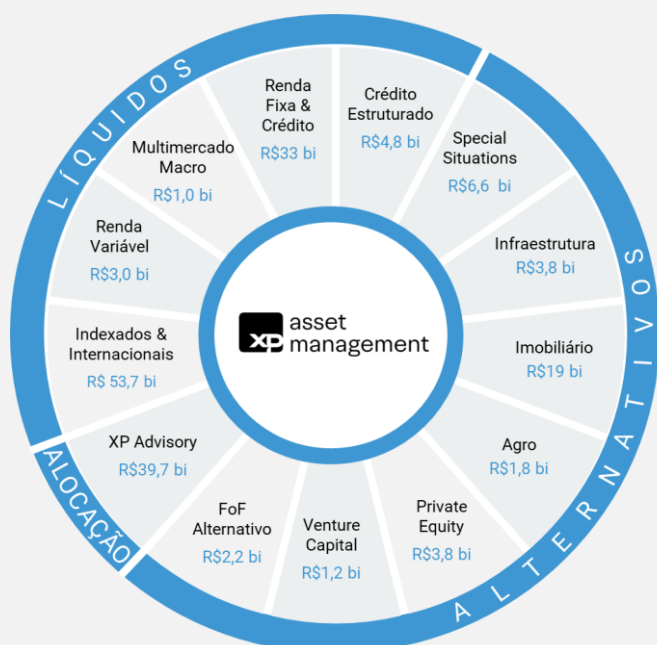 LÍQUIDOS
Renda
Fixa &
Crédito
R$33 bi
Crédito
Estruturado
R$4,8 bi
Special
Situations
R$6,6 bi
Infraestrutura
R$3,8 bi
Imobiliário
R$19 bi
Agro
R$1,8 bi
Private
Equity
R$3,8 bi
Venture
Capital
R$1,2 bi
FoF
Alternativo
R$2,2 bi
XP Advisory
R$39,7 bi
Indexados &
Internacionais
R$ 53,7 bi
Renda
Variável
R$3,0 bi
Multimercado
Macro
R$1,0 bi
ALTERNATIVOS
ALOCAÇÃO
xp asset
management